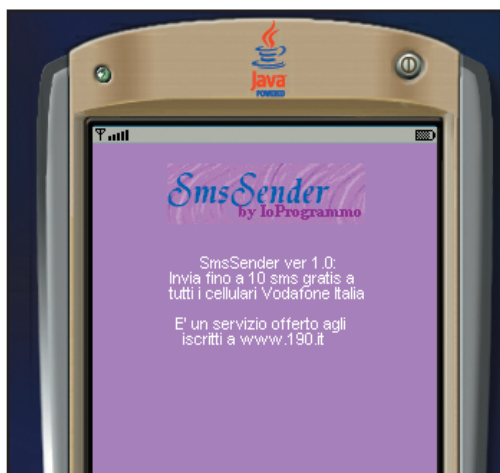 Java
POWERED
SmsSender
by IoProgrammo
SmsSender ver 1.0:
Invia fino a 10 sms gratis a
tutti i cellulari Vodafone Italia
E' un servizio offerto agli
iscritti a www.190.it